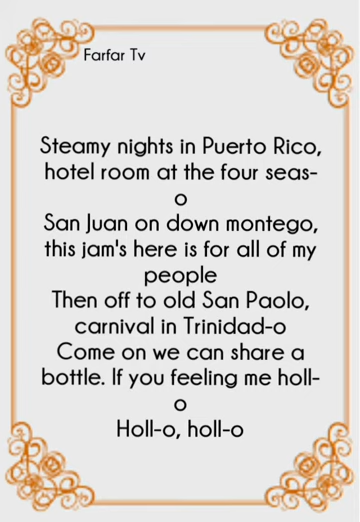 Farfar Tv
Steamy nights in Puerto Rico,
hotel room at the four seas-
o
San Juan on down montego,
this jam's here is for all of my
people
Then off to old San Paolo,
carnival in Trinidad-o
Come on we can share a
bottle. If you feeling me holl-
o
Holl-o, holl-o